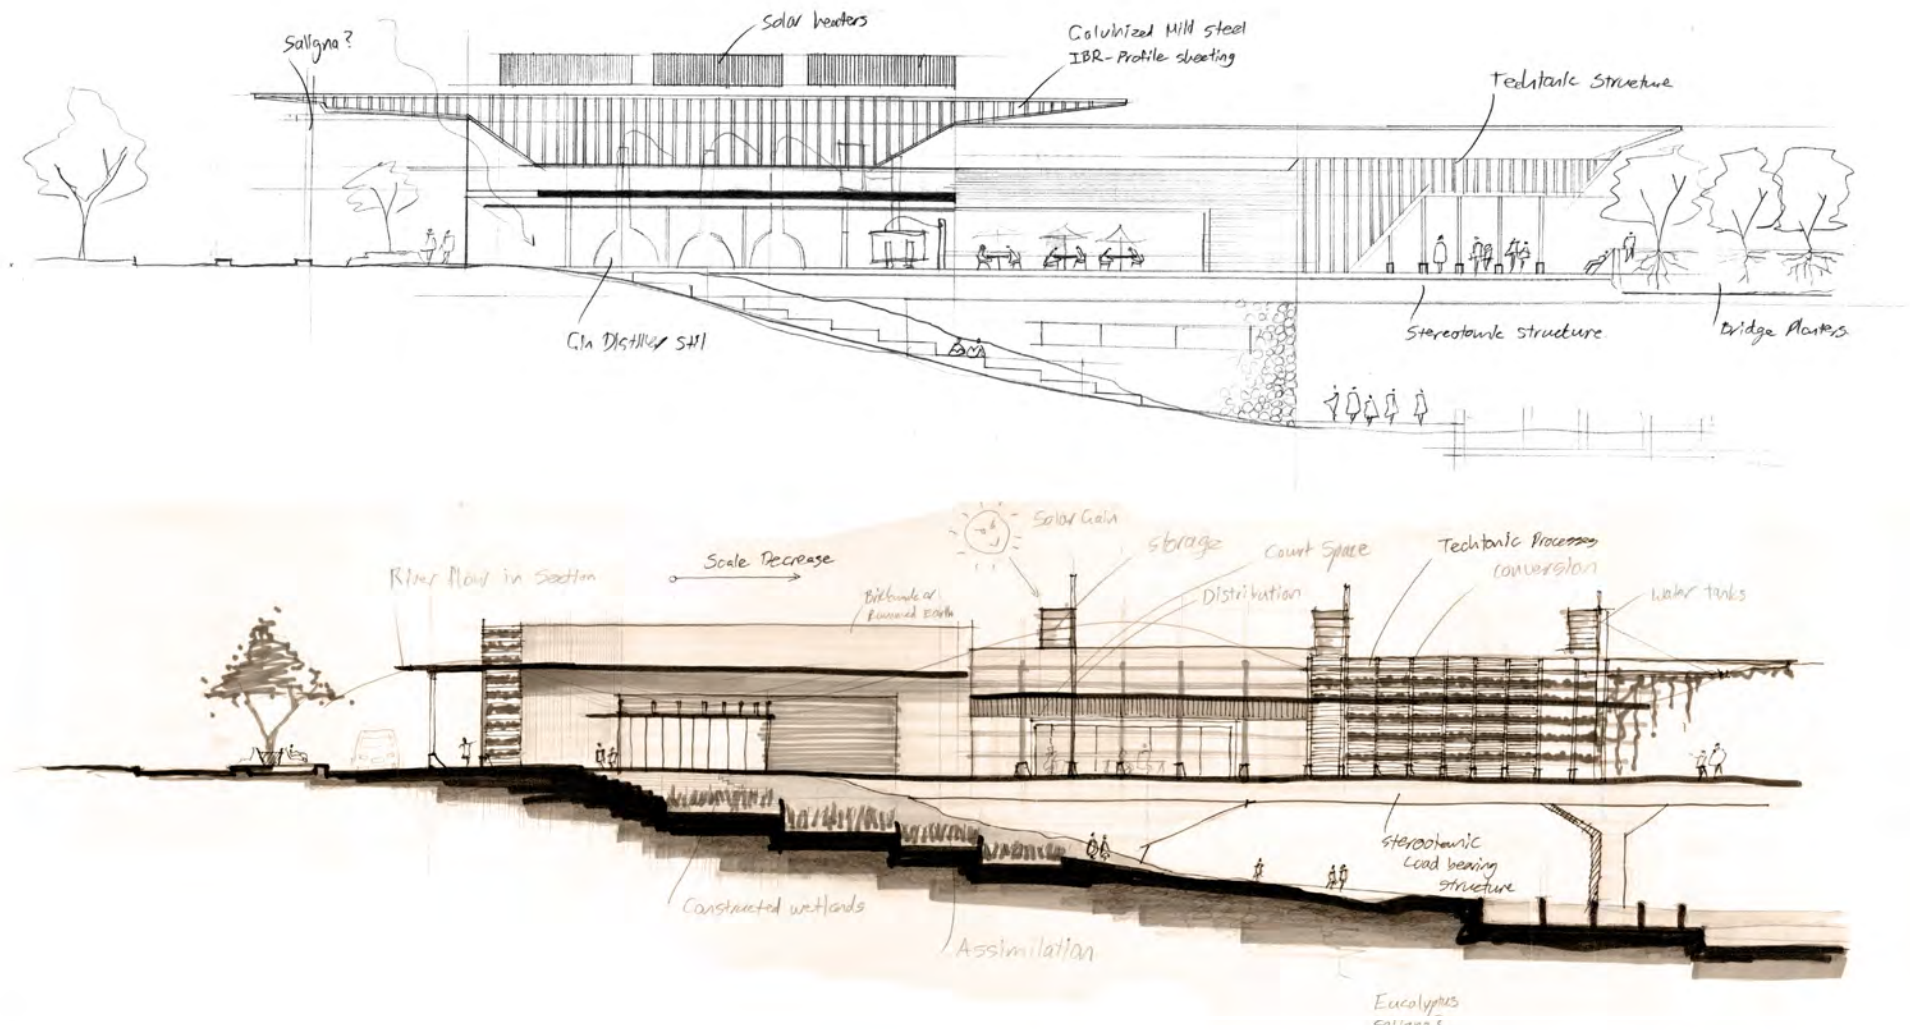 Saligna?
Solar heaters
Galvinized Mild Steel
IBR-Profile sheeting
Techtonic Structure
Gin Distiller Still
Stereotomic structure.
Bridge Planters
Solar Gain
Storage
Court Space
Techtonic Processes
conversion
Scale Decrease
River flow in Section
Distribution
Water tanks
Rammed Earth
Stereotomic
Load bearing
structure
Constructed wetlands
Assimilation
Eucalyptus